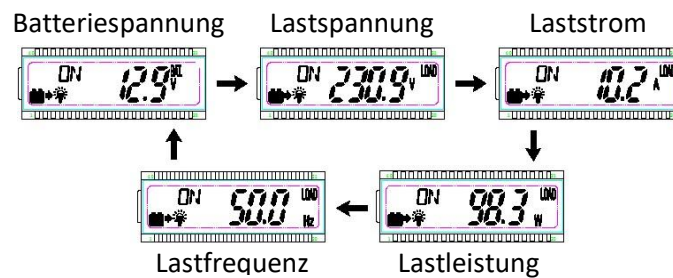 Batteriespannung Lastspannung Laststrom
ON 12.9 BAT V
ON 230.9 V LOAD
ON 10.2 A LOAD
ON 50.0 LOAD Hz
ON 98.3 LOAD W
Lastfrequenz Lastleistung